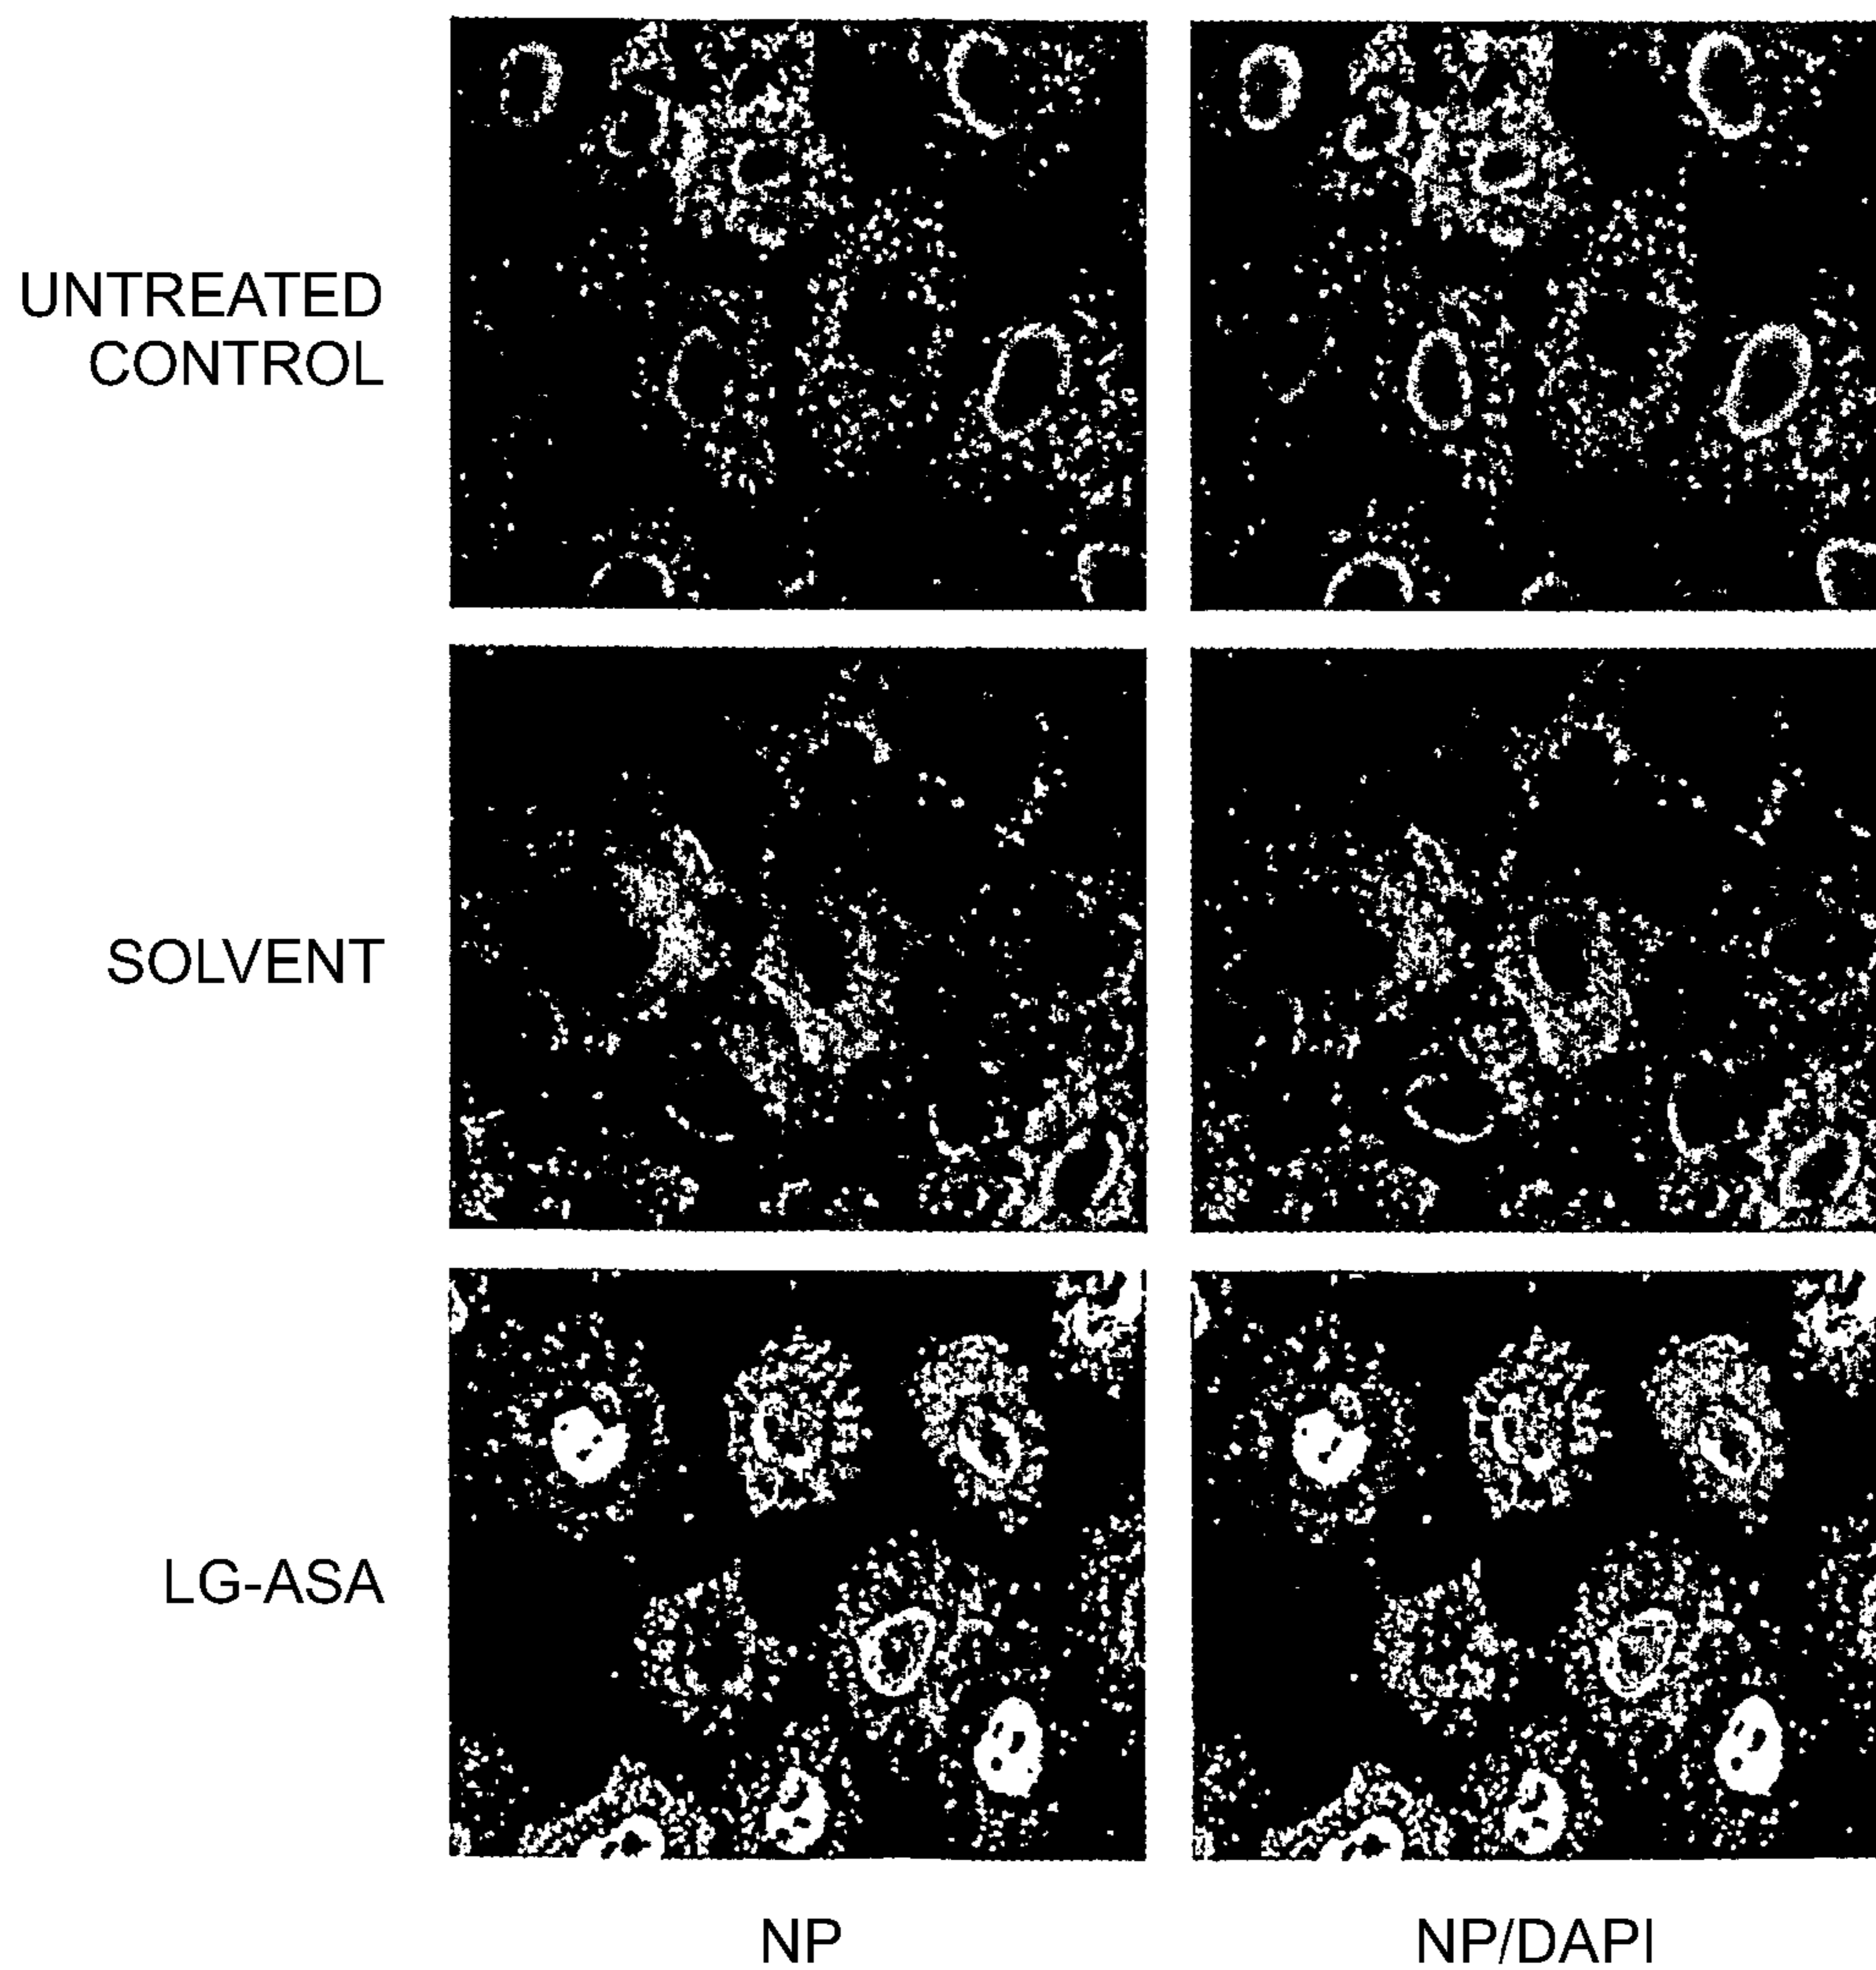 UNTREATED
CONTROL
SOLVENT
LG-ASA
NP
NP/DAPI